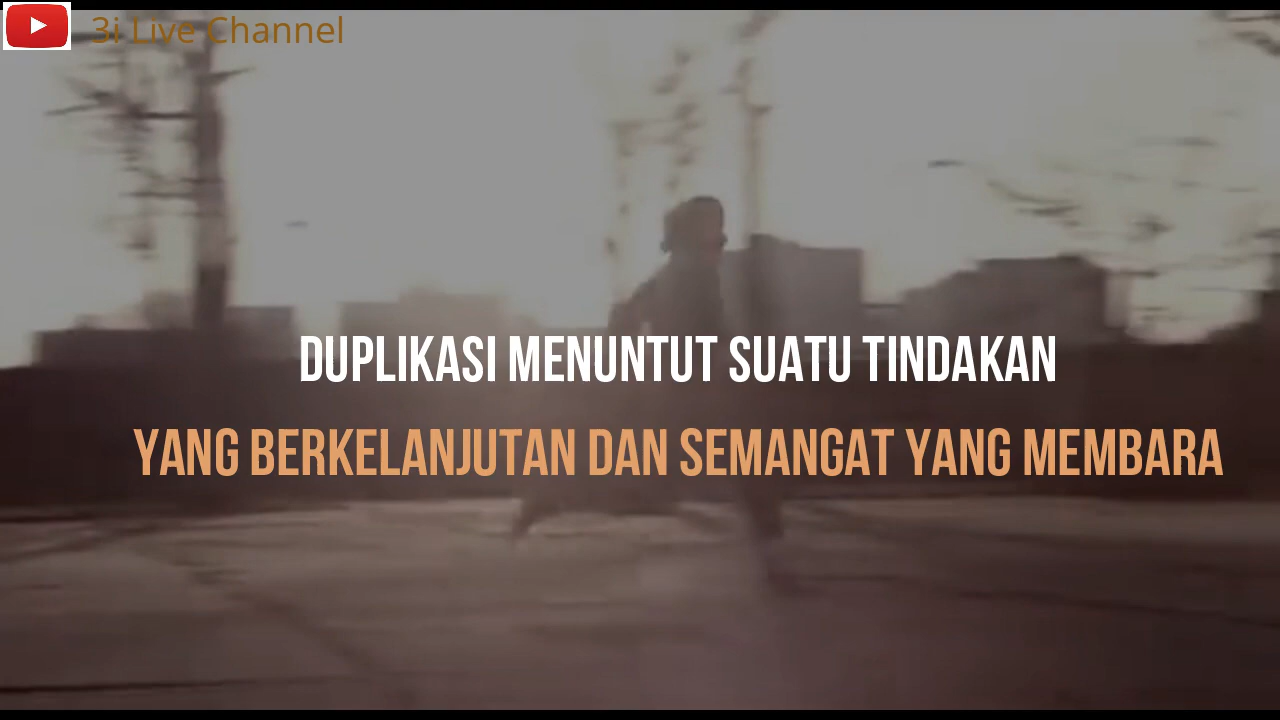 3i Live Channel
DUPLIKASI MENUNTUT SUATU TINDAKAN
YANG BERKELANJUTAN DAN SEMANGAT YANG MEMBARA